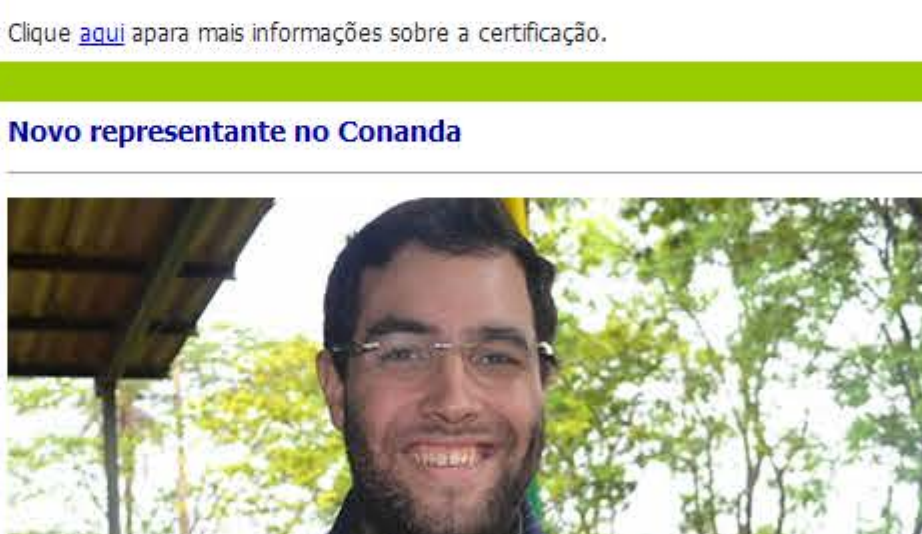 Clique aqui apara mais informações sobre a certificação.
Novo representante no Conanda